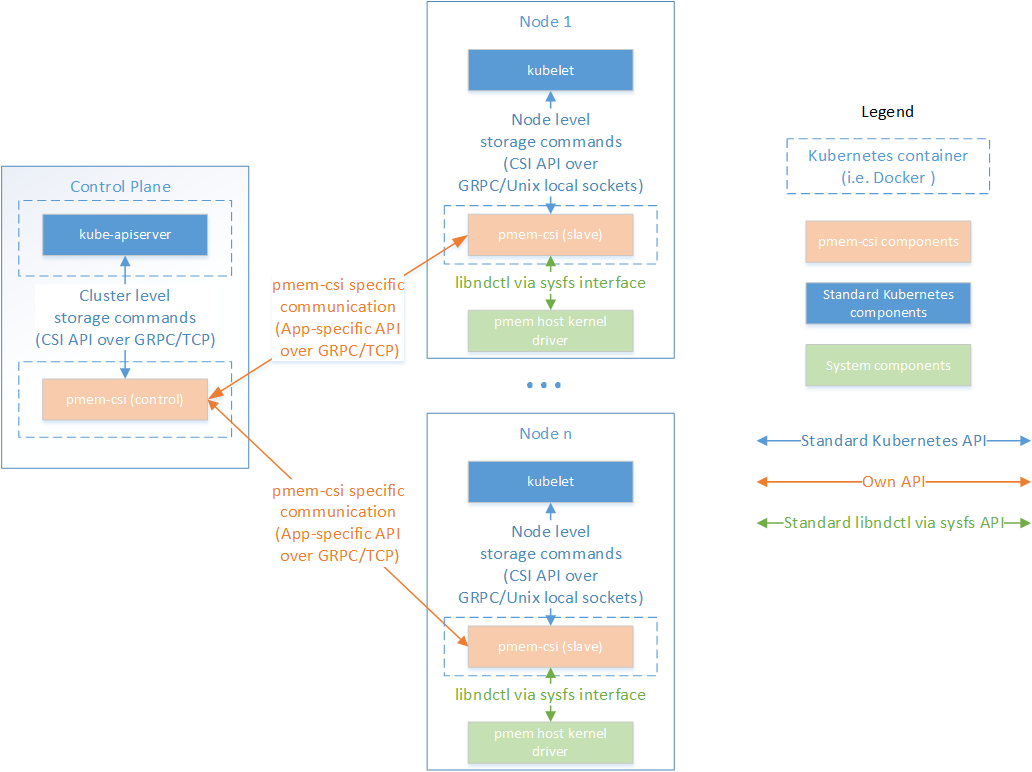 Control Plane
kube-apiserver
Cluster level
storage commands
(CSI API over GRPC/TCP)
pmem-csi (control)
pmem-csi specific
communication
(App-specific API
over GRPC/TCP)
pmem-csi specific
communication
(App-specific API
over GRPC/TCP)
Node 1
kubelet
Node level
storage commands
(CSI API over
GRPC/Unix local sockets)
pmem-csi (slave)
libndctl via sysfs interface
pmem host kernel
driver
Node n
kubelet
Node level
storage commands
(CSI API over
GRPC/Unix local sockets)
pmem-csi (slave)
libndctl via sysfs interface
pmem host kernel
driver
Legend
Kubernetes container
(i.e. Docker )
pmem-csi components
Standard Kubernetes
components
System components
Standard Kubernetes API
Own API
Standard libndctl via sysfs API